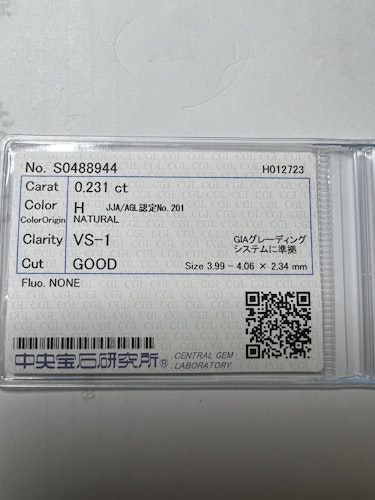 No. S0488944 H012723
Carat 0.231 ct
Color H JJA/AGL認定No.201
ColorOrigin NATURAL
Clarity VS-1 GIAグレーディング
システムに準拠
Cut GOOD Size 3.99 - 4.06 × 2.34 mm
Fluo. NONE
中央宝石研究所® CENTRAL GEM
LABORATORY